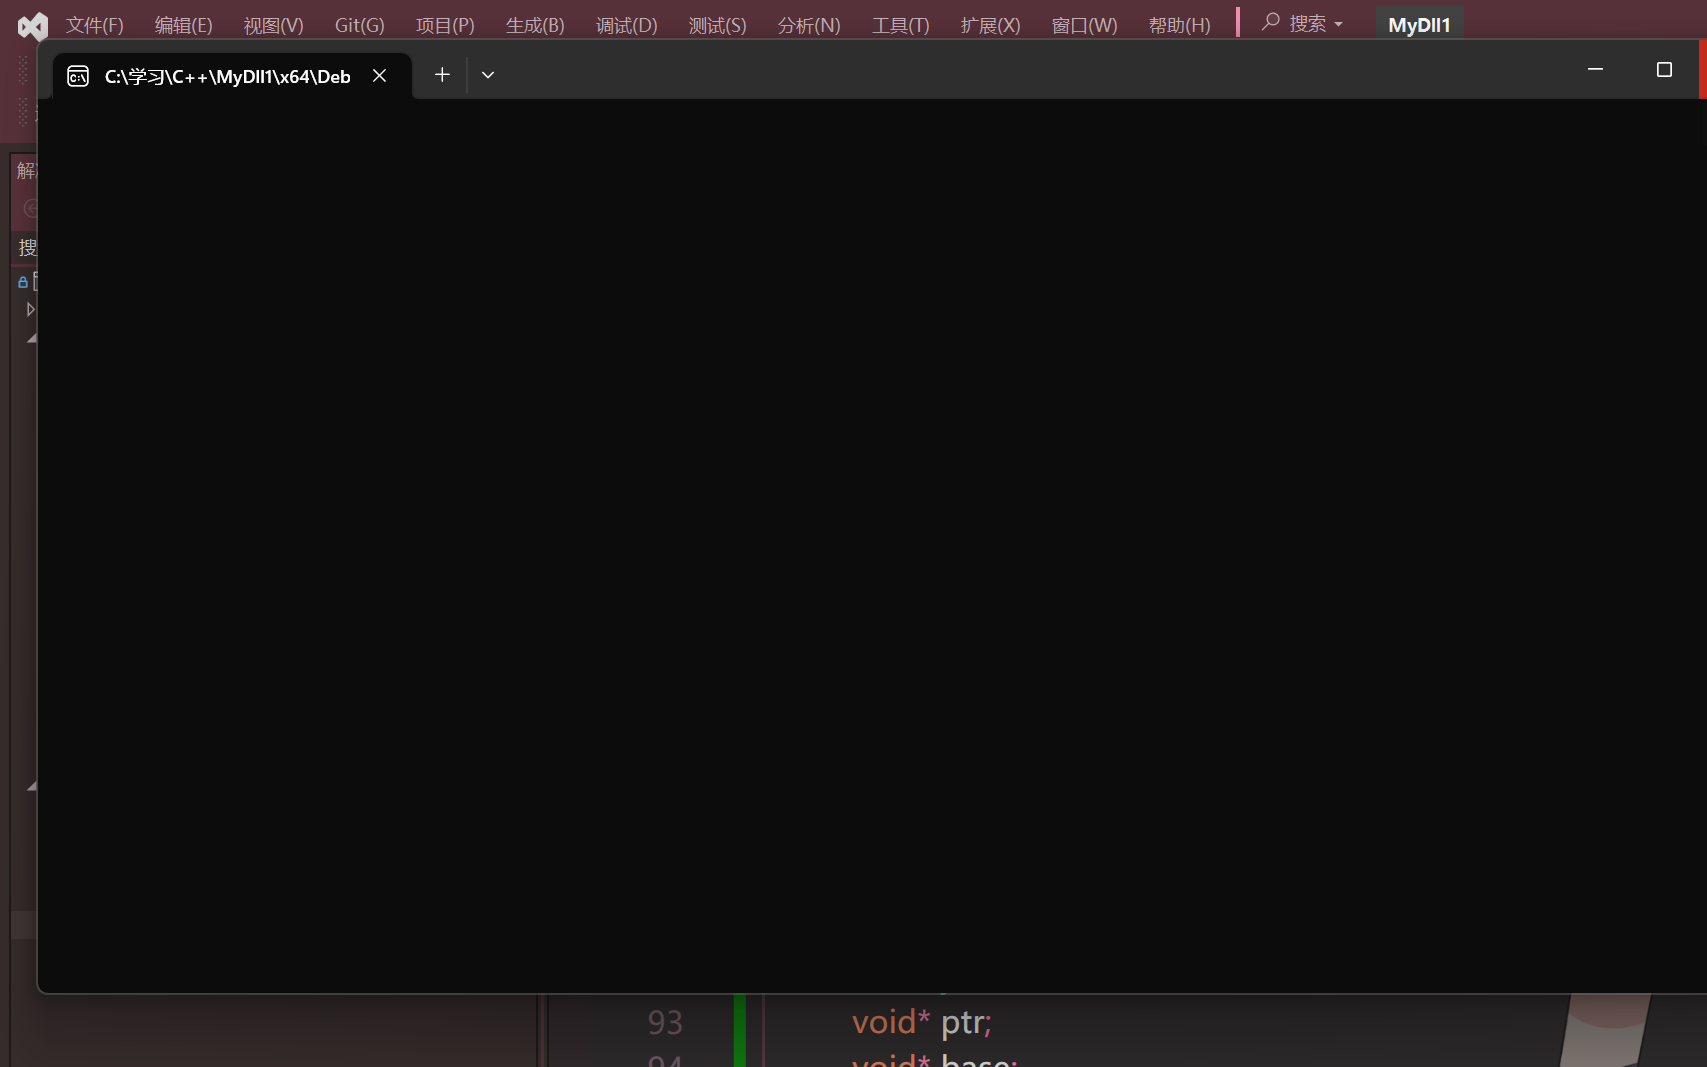 文件(F) 编辑(E) 视图(V) Git(G) 项目(P) 生成(B) 调试(D) 测试(S) 分析(N) 工具(T) 扩展(X) 窗口(W) 帮助(H) 搜索 MyDll1
C:\学习\C++\MyDll1\x64\Deb
解
搜
93 void* ptr;
94 void* base;